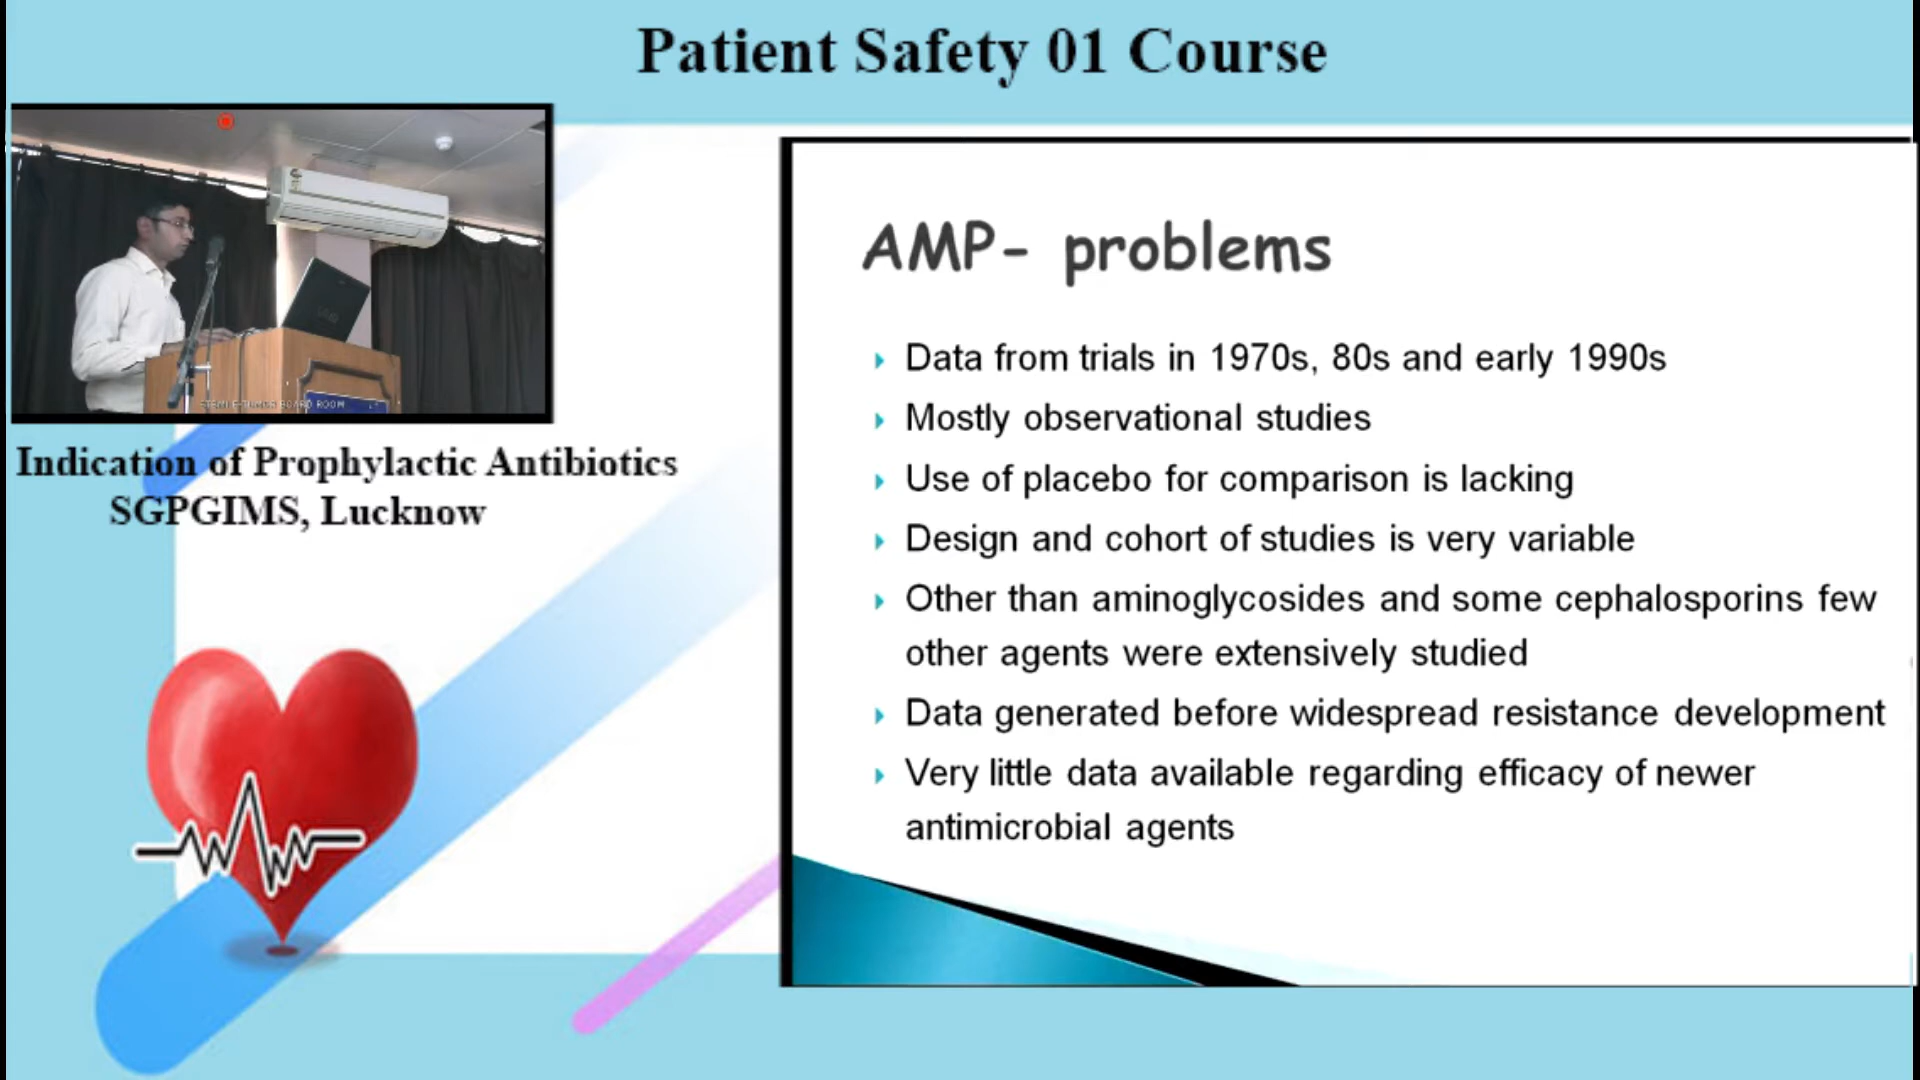 Patient Safety 01 Course
BOARD ROOM
Indication of Prophylactic Antibiotics
SGPGIMS, Lucknow
AMP- problems
Data from trials in 1970s, 80s and early 1990s
Mostly observational studies
Use of placebo for comparison is lacking
Design and cohort of studies is very variable
Other than aminoglycosides and some cephalosporins few
other agents were extensively studied
Data generated before widespread resistance development
Very little data available regarding efficacy of newer
antimicrobial agents